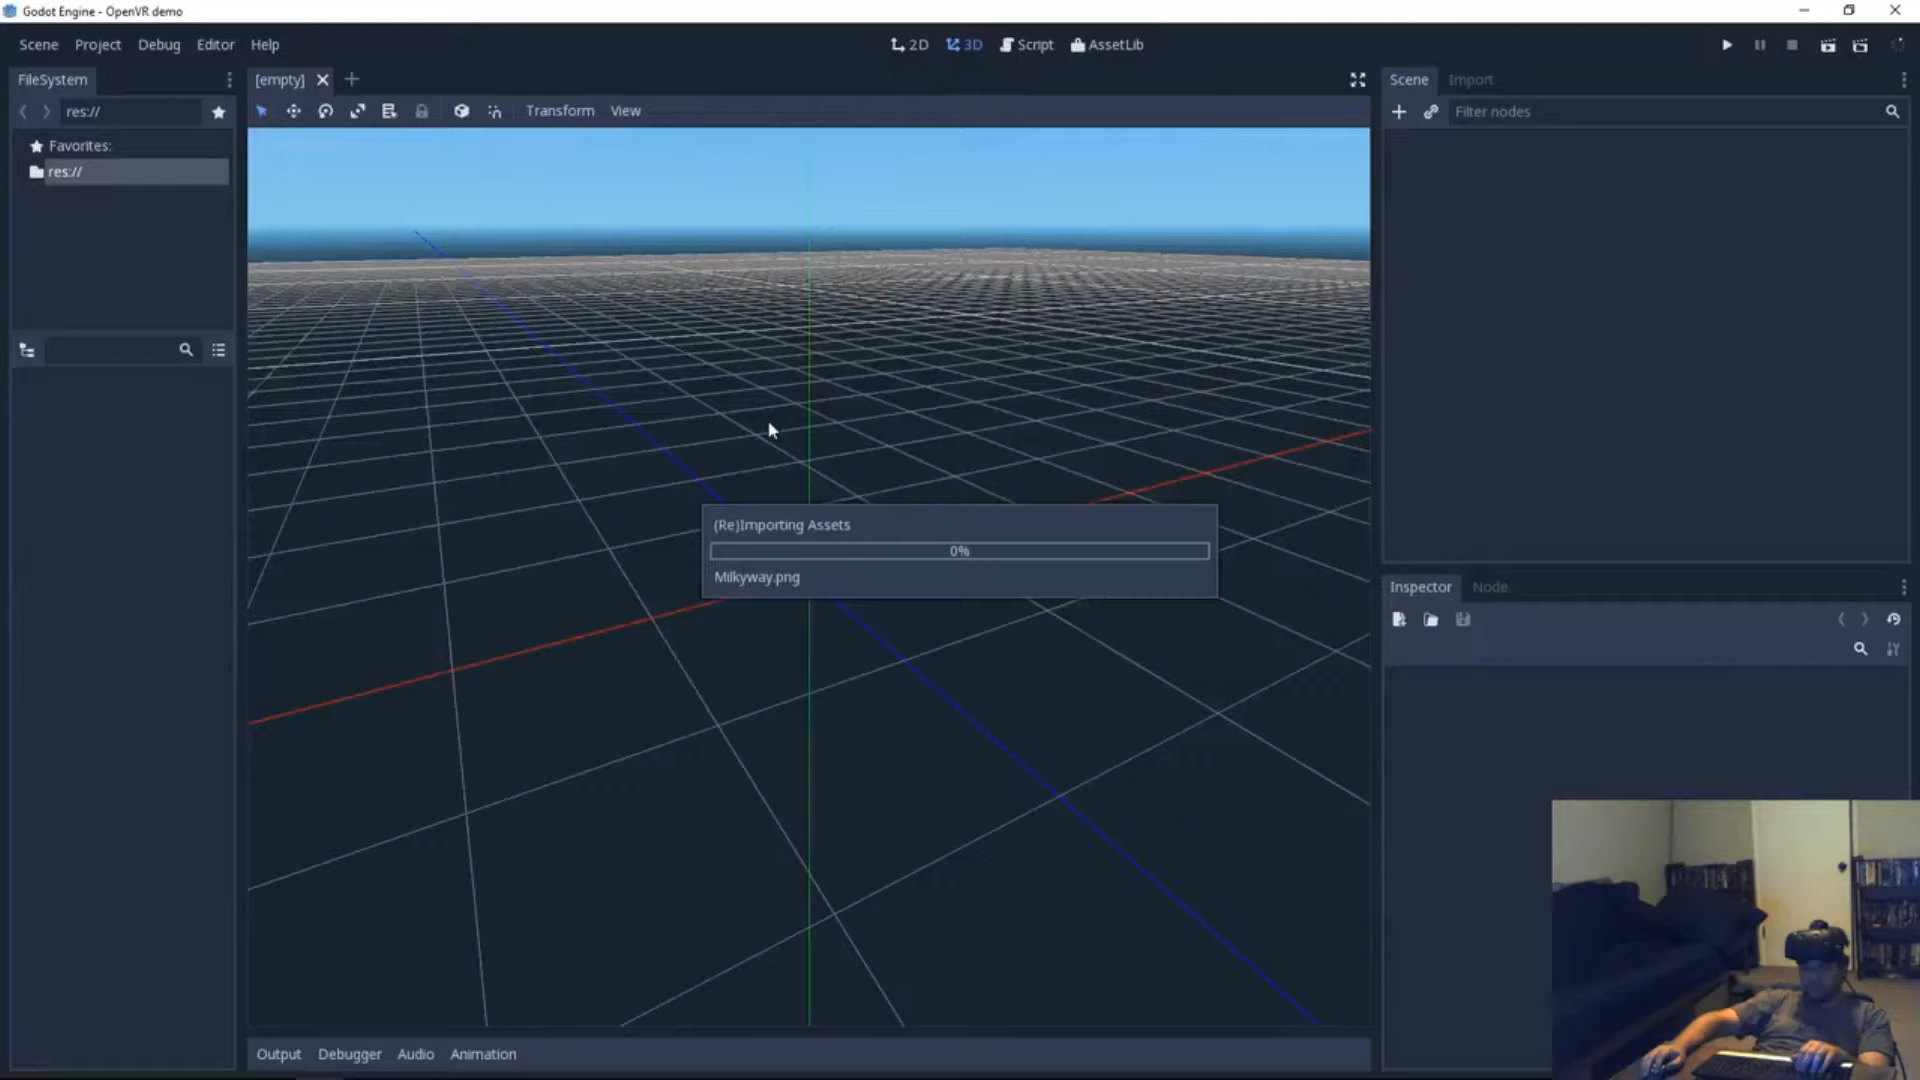 Godot Engine - OpenVR demo
Scene Project Debug Editor Help
2D 3D Script AssetLib
FileSystem
[empty]
Scene Import
res://
Transform View
Filter nodes
Favorites:
res://
(Re)Importing Assets
0%
Milkyway.png
Inspector Node
Output Debugger Audio Animation